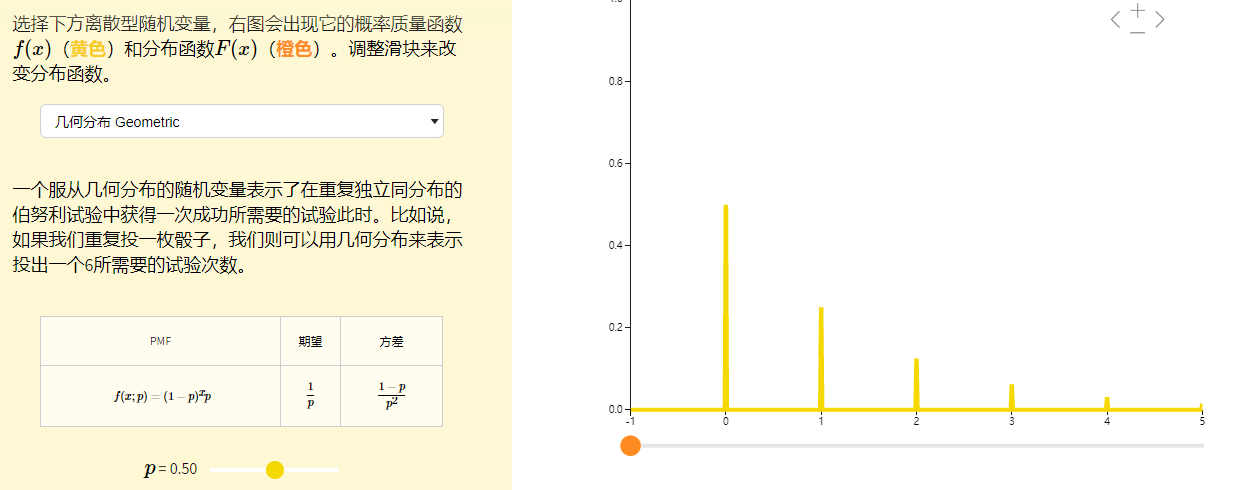 选择下方离散型随机变量，右图会出现它的概率质量函数
f(x)（黄色）和分布函数F(x)（橙色）。调整滑块来改
变分布函数。
几何分布 Geometric
一个服从几何分布的随机变量表示了在重复独立同分布的
伯努利试验中获得一次成功所需要的试验此时。比如说，
如果我们重复投一枚骰子，我们则可以用几何分布来表示
投出一个6所需要的试验次数。
PMF 期望 方差
f(x;p) = (1 − p)^x p 1/p (1 − p)/p^2
p = 0.50
1.0
0.8
0.6
0.4
0.2
0.0
-1 0 1 2 3 4 5